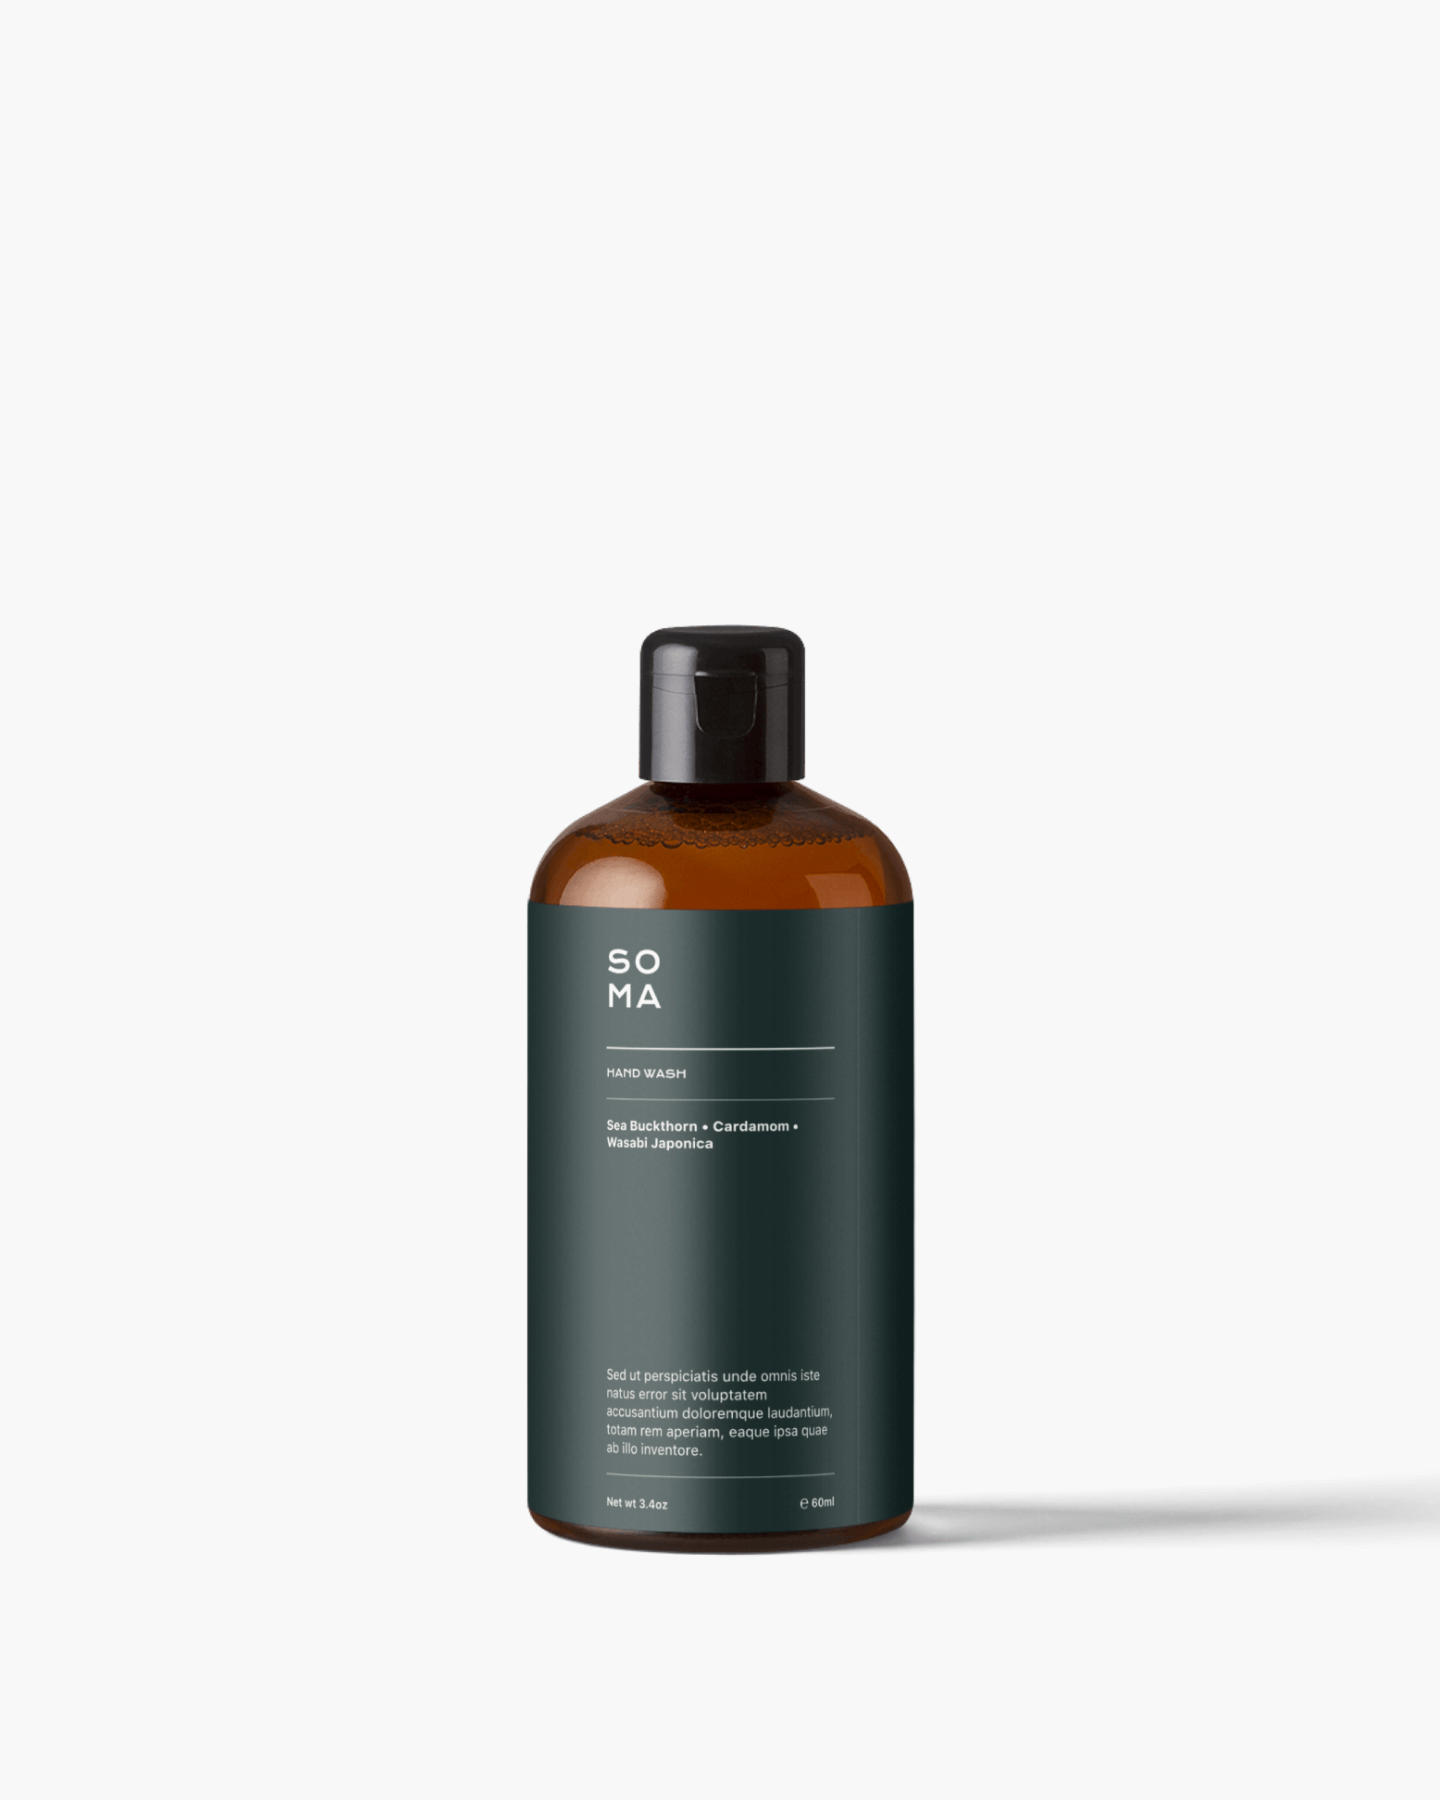 SO
MA
HAND WASH
Sea Buckthorn • Cardamom •
Wasabi Japonica
Sed ut perspiciatis unde omnis iste
natus error sit voluptatem
accusantium doloremque laudantium,
totam rem aperiam, eaque ipsa quae
ab illo inventore.
Net wt 3.4oz ℮ 60ml